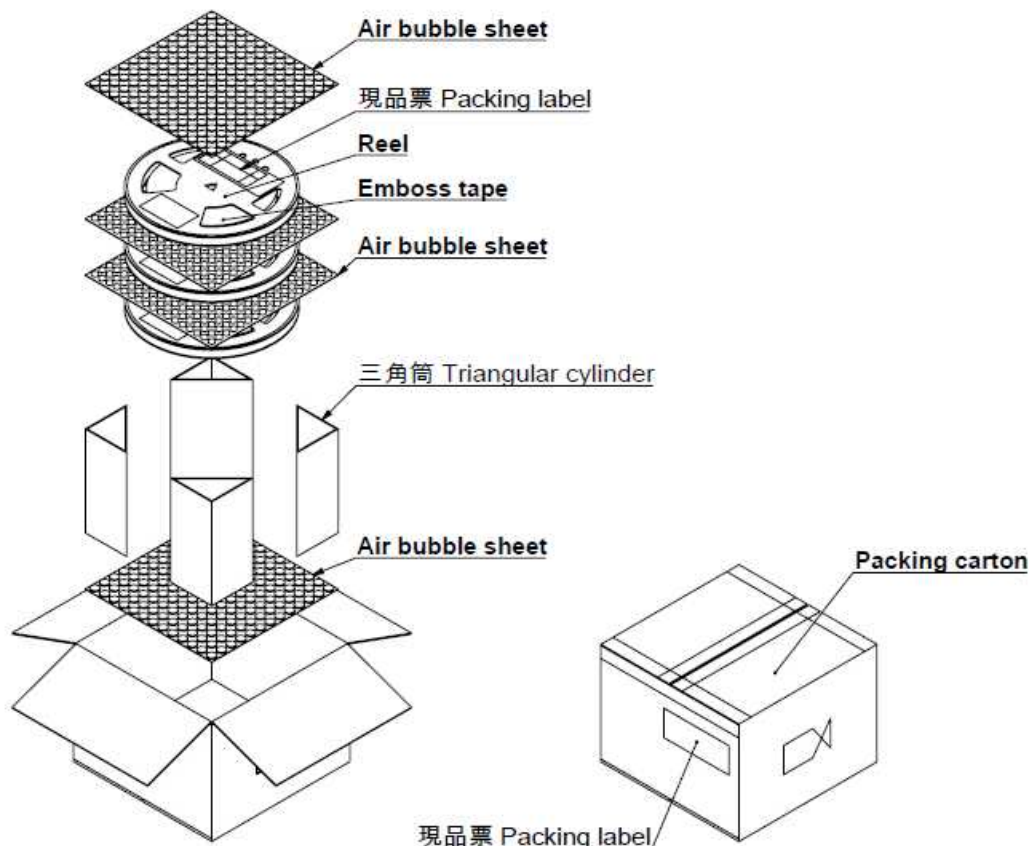 Air bubble sheet
現品票 Packing label
Reel
Emboss tape
Air bubble sheet
三角筒 Triangular cylinder
Air bubble sheet
Packing carton
現品票 Packing label